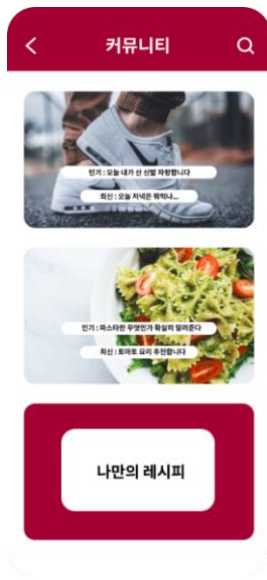 커뮤니티
인기 : 오늘 내가 산 신발 자랑합니다
최신 : 오늘 저녁은 뭐먹냐...
인기 : 파스타란 무엇인가 확실히 알려준다
최신 : 토마토 요리 추천합니다
나만의 레시피